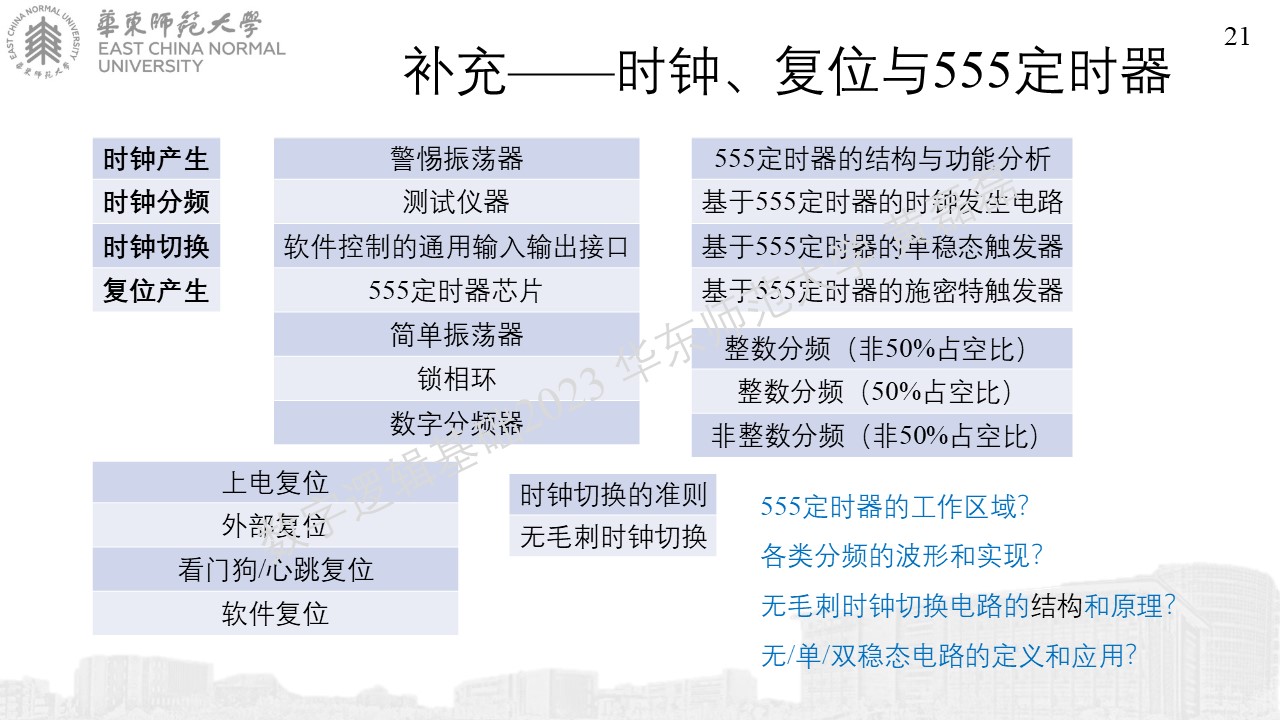 EAST CHINA NORMAL UNIVERSITY
華東師範大學
華東師範大學
EAST CHINA NORMAL
UNIVERSITY
21
补充——时钟、复位与555定时器
时钟产生
时钟分频
时钟切换
复位产生
警惕振荡器
测试仪器
软件控制的通用输入输出接口
555定时器芯片
简单振荡器
锁相环
数字分频器
555定时器的结构与功能分析
基于555定时器的时钟发生电路
基于555定时器的单稳态触发器
基于555定时器的施密特触发器
整数分频（非50%占空比）
整数分频（50%占空比）
非整数分频（非50%占空比）
上电复位
外部复位
看门狗/心跳复位
软件复位
时钟切换的准则
无毛刺时钟切换
555定时器的工作区域？
各类分频的波形和实现？
无毛刺时钟切换电路的结构和原理？
无/单/双稳态电路的定义和应用？
数字逻辑基础2023 华东师范大学